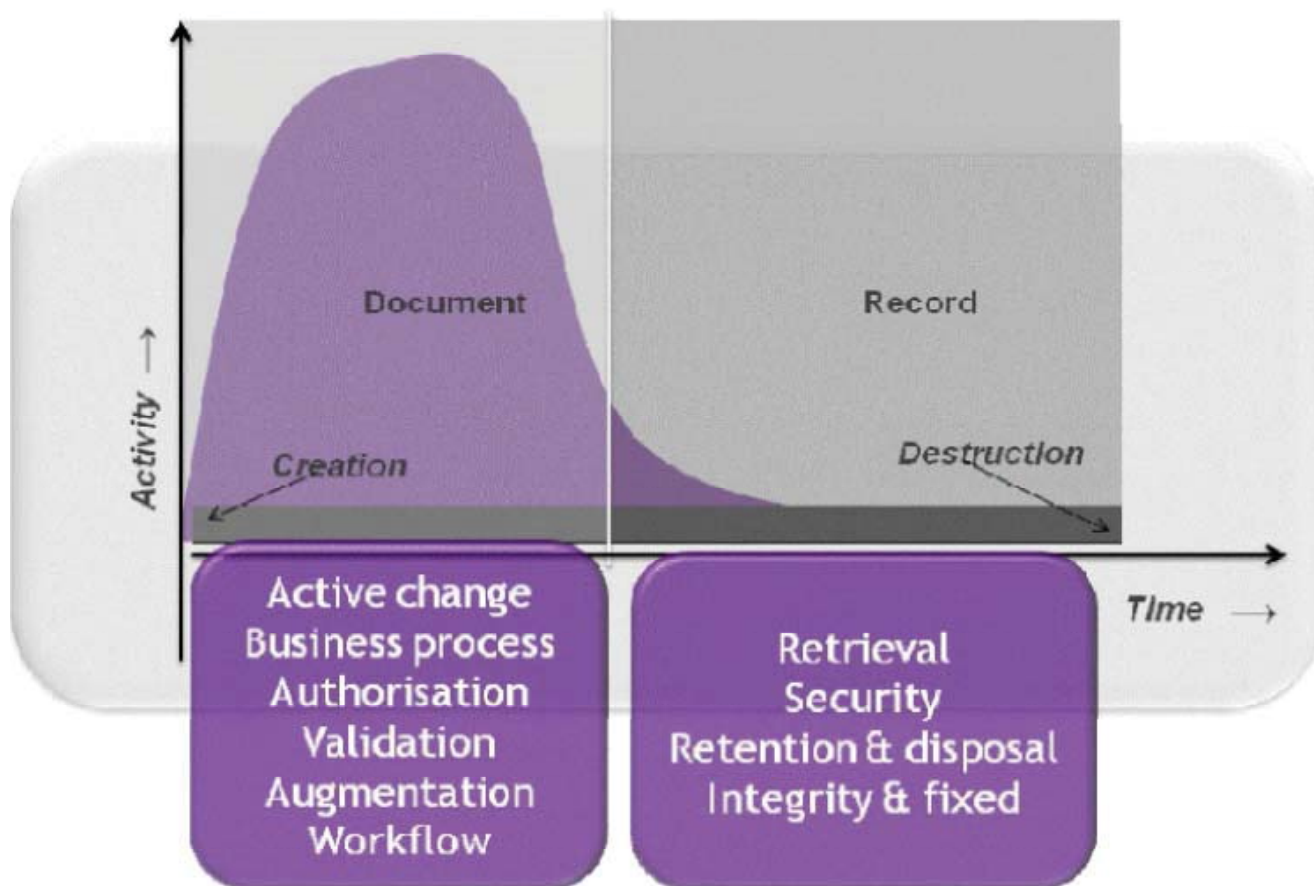 Document
Record
Activity →
Creation
Destruction
Time →
Active change
Business process
Authorisation
Validation
Augmentation
Workflow
Retrieval
Security
Retention & disposal
Integrity & fixed